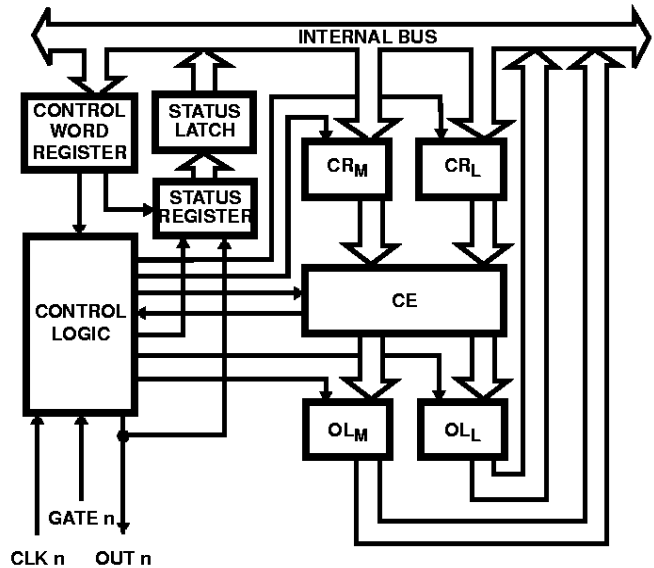 INTERNAL BUS
CONTROL
WORD
REGISTER
STATUS
LATCH
STATUS
REGISTER
CRM
CRL
CONTROL
LOGIC
CE
OLM
OLL
GATE n
CLK n
OUT n